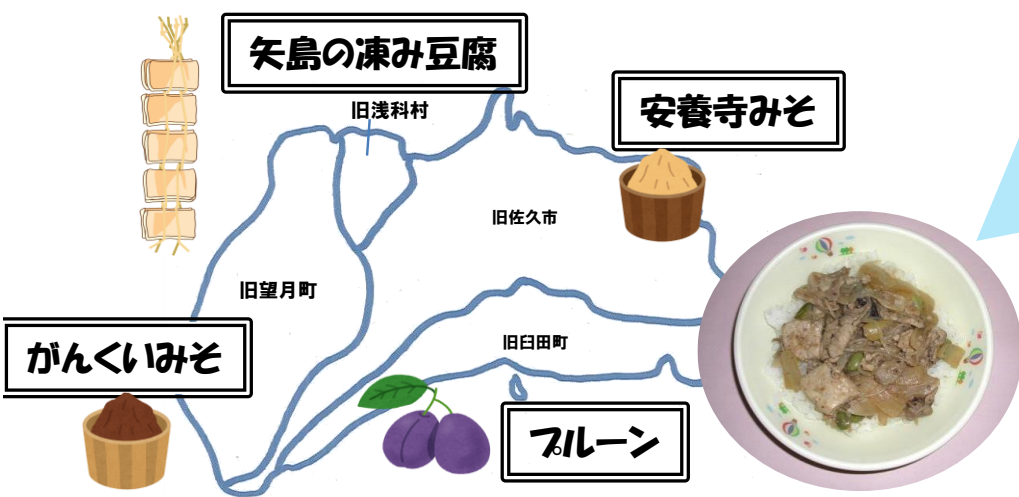 矢島の凍み豆腐
安養寺みそ
旧浅科村
旧佐久市
旧望月町
旧臼田町
がんくいみそ
プルーン